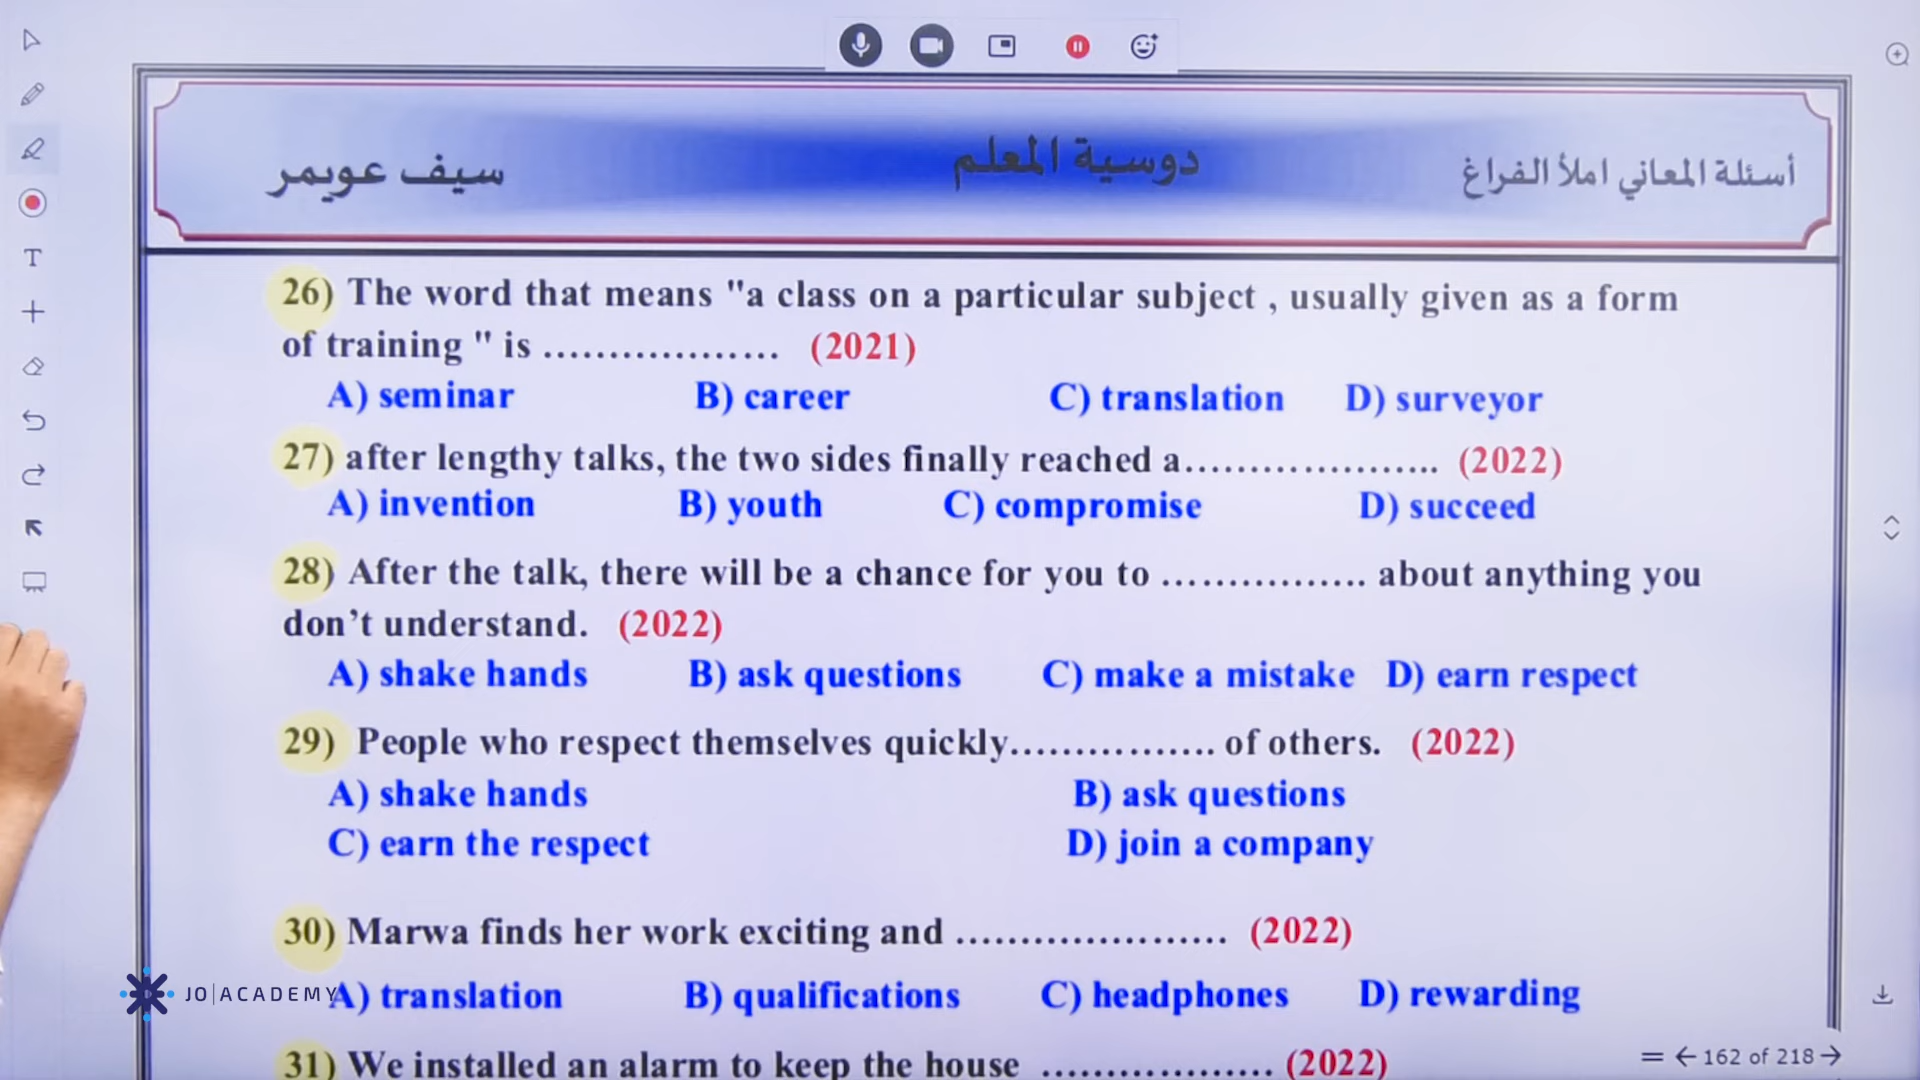 أسئلة المعاني املأ الفراغ دوسية المعلم سيف عويمر
26) The word that means "a class on a particular subject , usually given as a form
of training " is .................. (2021)
A) seminar B) career C) translation D) surveyor
27) after lengthy talks, the two sides finally reached a.................... (2022)
A) invention B) youth C) compromise D) succeed
28) After the talk, there will be a chance for you to ................ about anything you
don’t understand. (2022)
A) shake hands B) ask questions C) make a mistake D) earn respect
29) People who respect themselves quickly................ of others. (2022)
A) shake hands B) ask questions
C) earn the respect D) join a company
30) Marwa finds her work exciting and ..................... (2022)
A) translation B) qualifications C) headphones D) rewarding
JO|ACADEMY
31) We installed an alarm to keep the house .................. (2022)
162 of 218